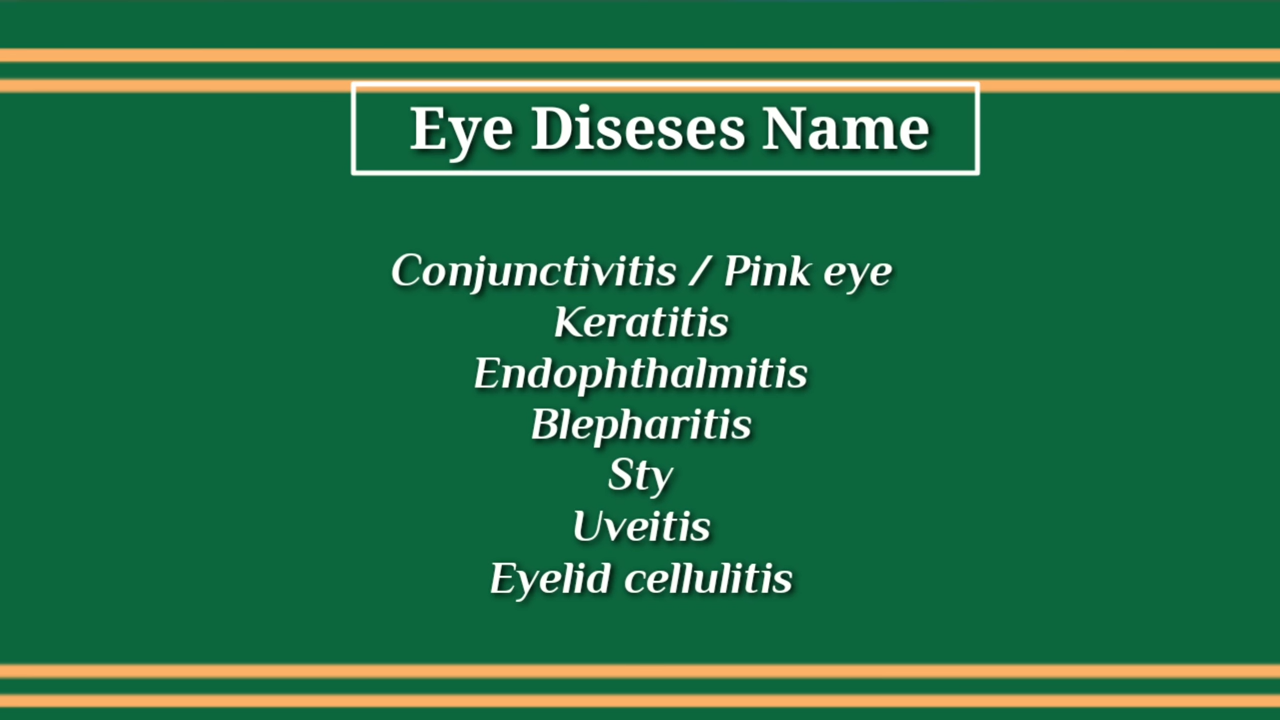 Eye Diseses Name
Conjunctivitis / Pink eye
Keratitis
Endophthalmitis
Blepharitis
Sty
Uveitis
Eyelid cellulitis